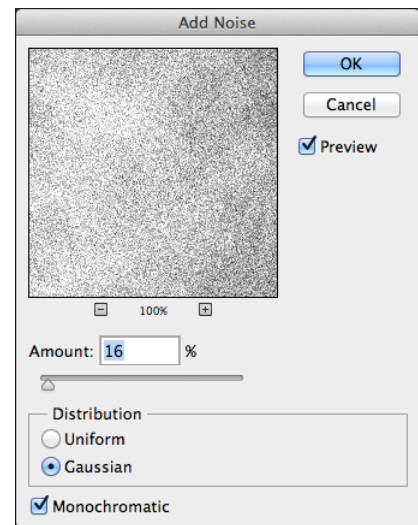 Add Noise
OK
Cancel
Preview
100%
Amount: 16 %
Distribution
Uniform
Gaussian
Monochromatic